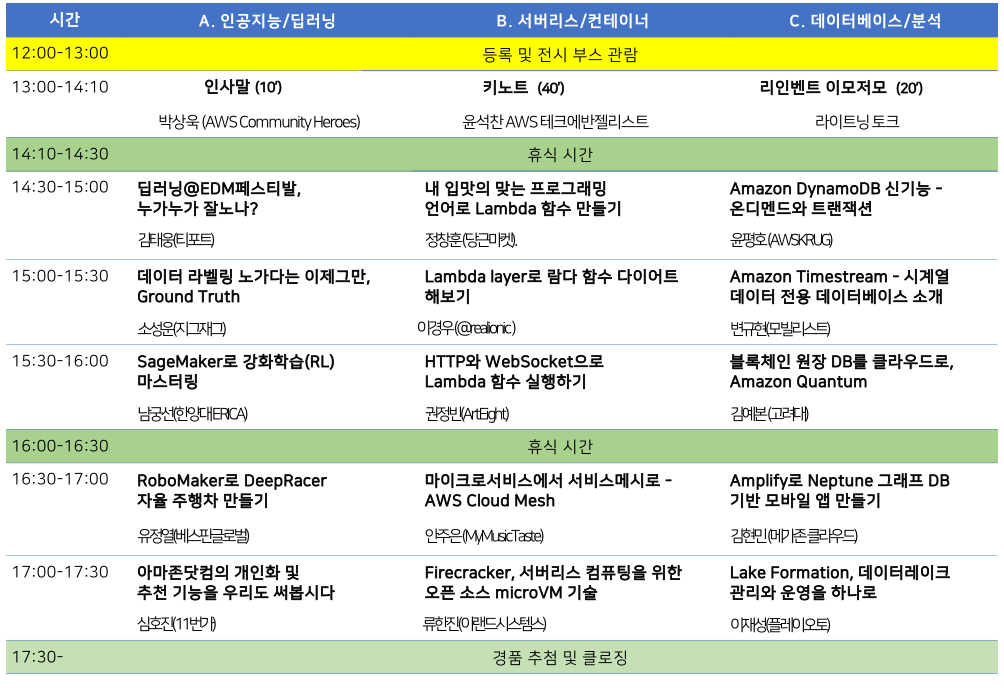 시간 A. 인공지능/딥러닝 B. 서버리스/컨테이너 C. 데이터베이스/분석
12:00-13:00 등록 및 전시 부스 관람
13:00-14:10 인사말 (10') 키노트 (40') 리인벤트 이모저모 (20')
박상욱 (AWS Community Heroes) 윤석찬 AWS 테크에반젤리스트 라이트닝 토크
14:10-14:30 휴식 시간
14:30-15:00 딥러닝@EDM페스티발, 내 입맛의 맞는 프로그래밍 Amazon DynamoDB 신기능 -
누가누가 잘노나? 언어로 Lambda 함수 만들기 온디멘드와 트랜잭션
김태웅(티포트) 정창훈(당근마켓). 윤평호(AWSKRUG)
15:00-15:30 데이터 라벨링 노가다는 이제그만, Lambda layer로 람다 함수 다이어트 Amazon Timestream - 시계열
Ground Truth 해보기 데이터 전용 데이터베이스 소개
소성운(지그재그) 이경우(@realionic ) 변규현(모빌리스트)
15:30-16:00 SageMaker로 강화학습(RL) HTTP와 WebSocket으로 블록체인 원장 DB를 클라우드로,
마스터링 Lambda 함수 실행하기 Amazon Quantum
남궁선(한양대ERICA) 권정빈(ArtEight) 김예본(고려대)
16:00-16:30 휴식 시간
16:30-17:00 RoboMaker로 DeepRacer 마이크로서비스에서 서비스메시로 - Amplify로 Neptune 그래프 DB
자율 주행차 만들기 AWS Cloud Mesh 기반 모바일 앱 만들기
유정열(베스핀글로벌) 안주은(MyMusicTaste) 김현민(메가존 클라우드)
17:00-17:30 아마존닷컴의 개인화 및 Firecracker, 서버리스 컴퓨팅을 위한 Lake Formation, 데이터레이크
추천 기능을 우리도 써봅시다 오픈 소스 microVM 기술 관리와 운영을 하나로
심호진(11번가) 류한진(이랜드시스템스) 이재성(플레이오토)
17:30- 경품 추첨 및 클로징